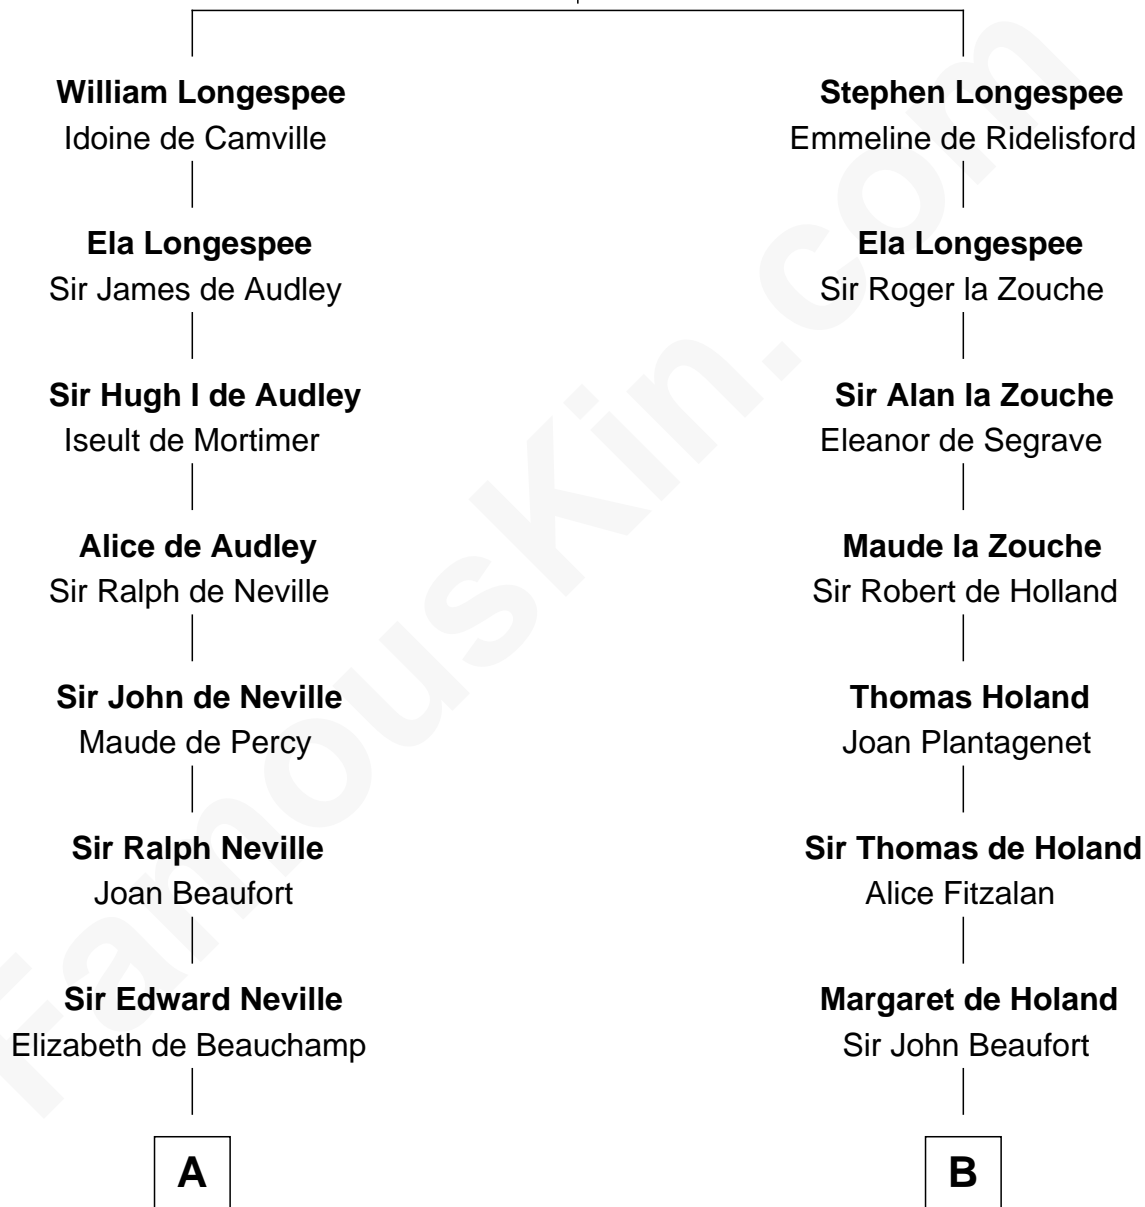 William Longespee
Idoine de Camville
Ela Longespee
Sir James de Audley
Sir Hugh I de Audley
Iseult de Mortimer
Alice de Audley
Sir Ralph de Neville
Sir John de Neville
Maude de Percy
Sir Ralph Neville
Joan Beaufort
Sir Edward Neville
Elizabeth de Beauchamp
A
Stephen Longespee
Emmeline de Ridelisford
Ela Longespee
Sir Roger la Zouche
Sir Alan la Zouche
Eleanor de Segrave
Maude la Zouche
Sir Robert de Holland
Thomas Holand
Joan Plantagenet
Sir Thomas de Holand
Alice Fitzalan
Margaret de Holand
Sir John Beaufort
B
FamousKin.com